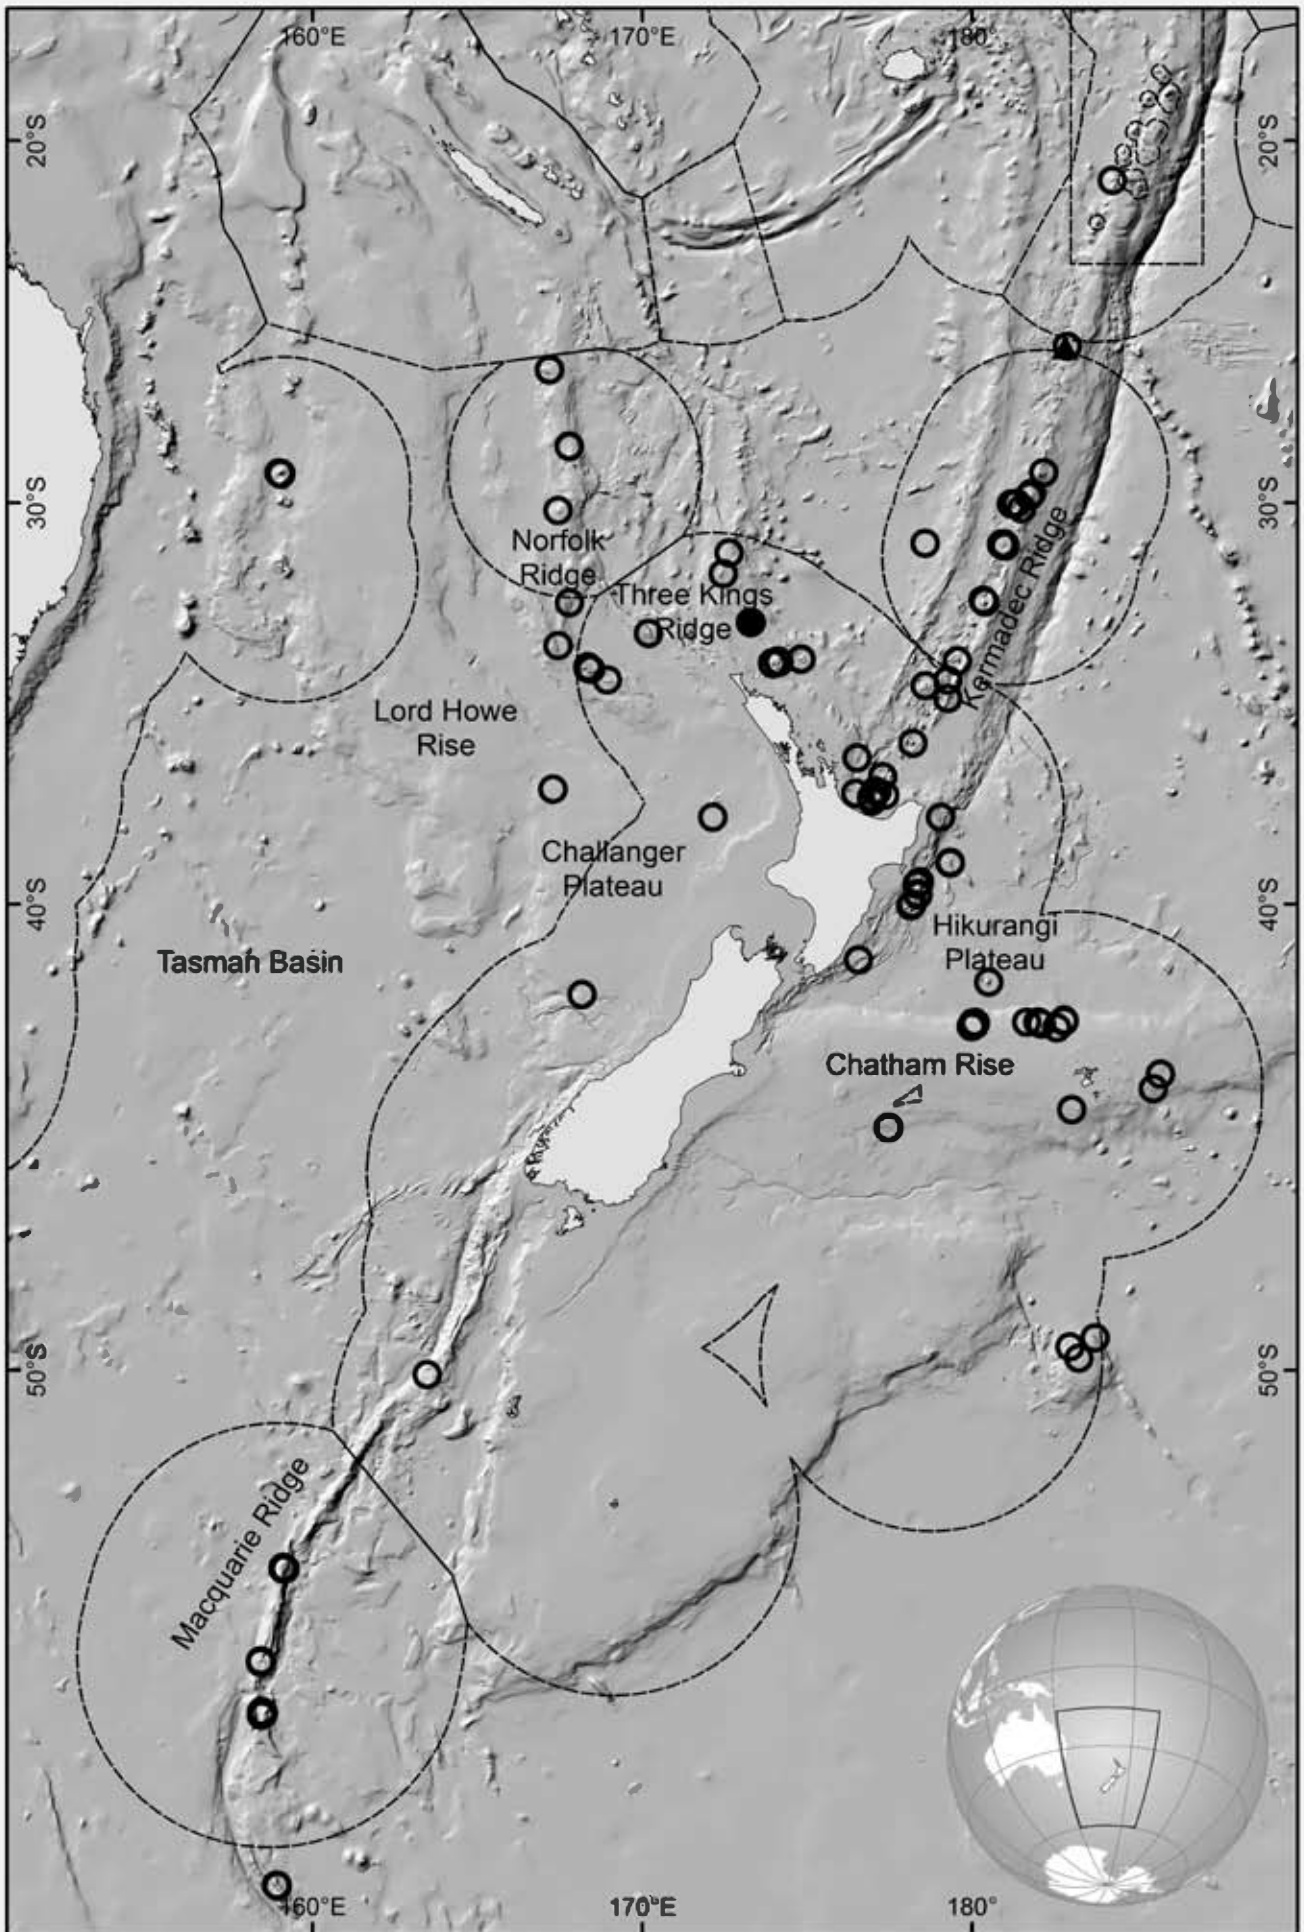 160°E
170°E
180°
20°S
20°S
30°S
30°S
Norfolk
Ridge
Three Kings
Ridge
Kermadec Ridge
Lord Howe
Rise
Challanger
Plateau
40°S
40°S
Hikurangi
Plateau
Tasman Basin
Chatham Rise
50°S
50°S
Macquarie Ridge
160°E
170°E
180°